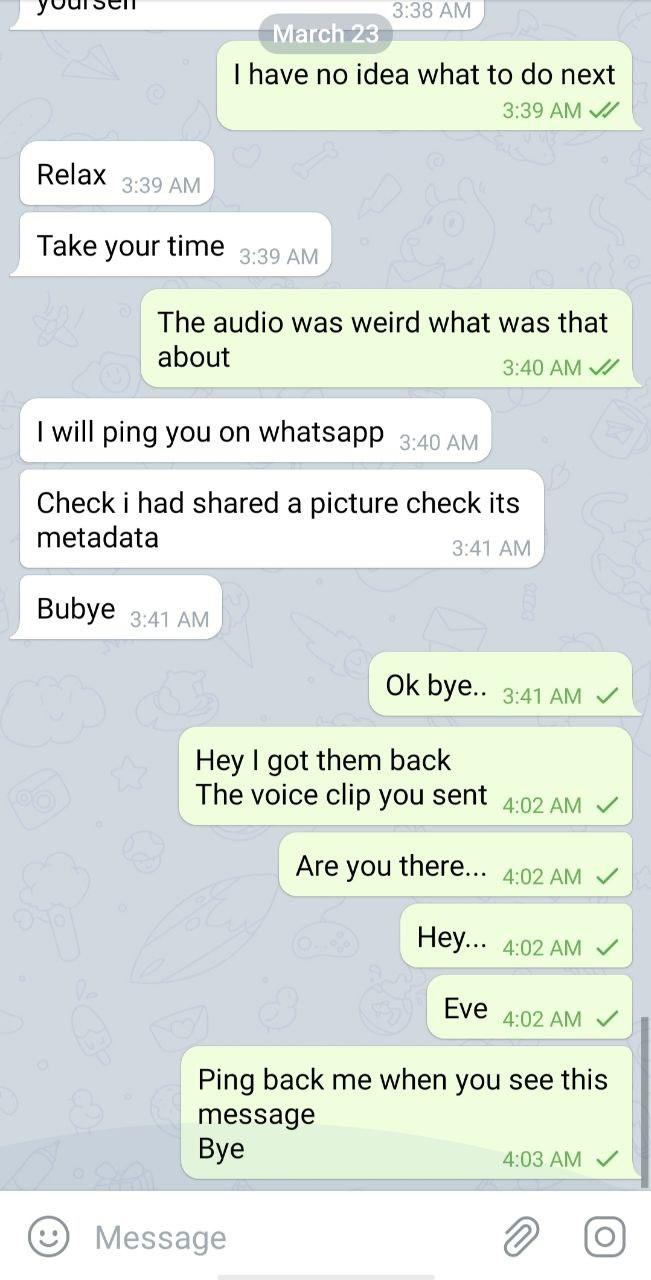 yourself
3:38 AM
March 23
I have no idea what to do next
3:39 AM
Relax 3:39 AM
Take your time 3:39 AM
The audio was weird what was that
about
3:40 AM
I will ping you on whatsapp 3:40 AM
Check i had shared a picture check its
metadata
3:41 AM
Bubye 3:41 AM
Ok bye.. 3:41 AM
Hey I got them back
The voice clip you sent 4:02 AM
Are you there... 4:02 AM
Hey... 4:02 AM
Eve 4:02 AM
Ping back me when you see this
message
Bye
4:03 AM
Message